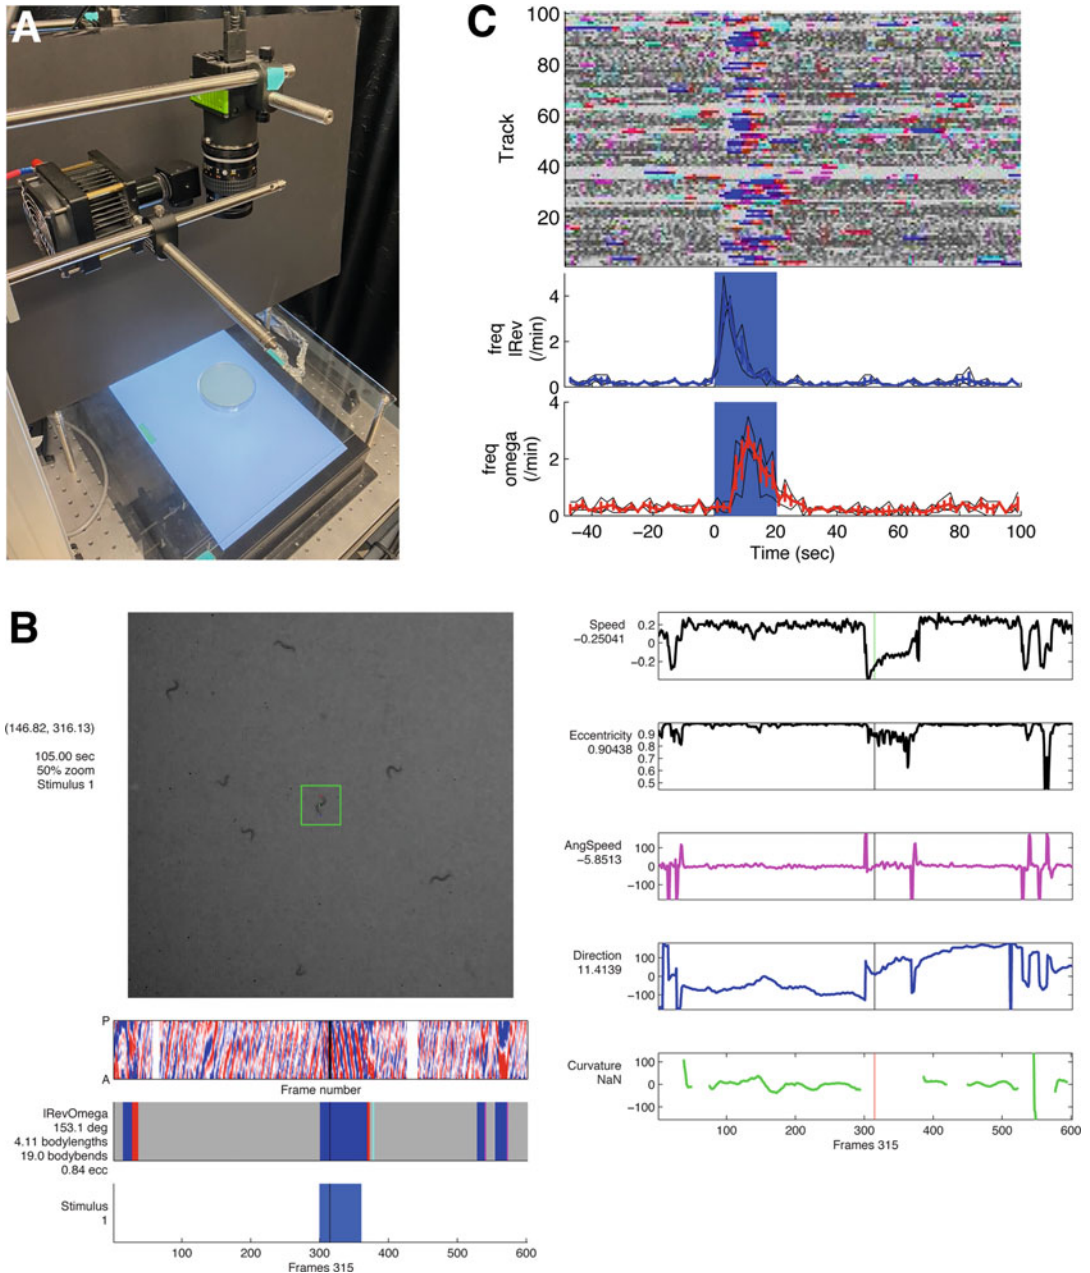 A
C
100
80
60
40
20
Track
4
2
0
freq
lRev
(/min)
4
2
0
freq
omega
(/min)
−40
−20
0
20
40
60
80
100
Time (sec)
B
(146.82, 316.13)
105.00 sec
50% zoom
Stimulus 1
P
A
Frame number
lRevOmega
153.1 deg
4.11 bodylengths
19.0 bodybends
0.84 ecc
Stimulus
1
100
200
300
400
500
600
Frames 315
Speed
−0.25041
0.2
0
−0.2
Eccentricity
0.90438
0.9
0.8
0.7
0.6
0.5
AngSpeed
−5.8513
100
0
−100
Direction
11.4139
100
0
−100
Curvature
NaN
100
0
−100
100
200
300
400
500
600
Frames 315